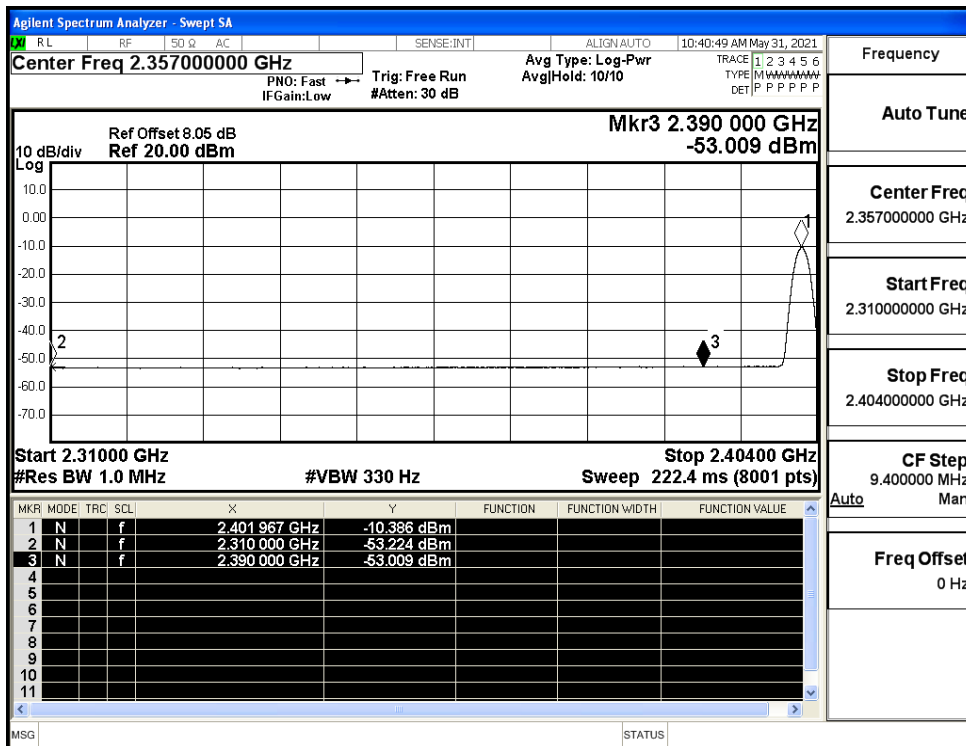 Agilent Spectrum Analyzer - Swept SA
LXI RL RF 50 Ω AC SENSE:INT ALIGN AUTO 10:40:49 AM May 31, 2021
Center Freq 2.357000000 GHz
PNO: Fast
IFGain:Low
Trig: Free Run
#Atten: 30 dB
Avg Type: Log-Pwr
Avg|Hold: 10/10
TRACE 1 2 3 4 5 6
TYPE M WWWWW
DET P P P P P P
Mkr3 2.390 000 GHz
-53.009 dBm
Ref Offset 8.05 dB
10 dB/div Ref 20.00 dBm
Log
10.0
0.00
-10.0
-20.0
-30.0
-40.0
-50.0
-60.0
-70.0
1
2
3
Start 2.31000 GHz Stop 2.40400 GHz
#Res BW 1.0 MHz #VBW 330 Hz Sweep 222.4 ms (8001 pts)
MKR MODE TRC SCL X Y FUNCTION FUNCTION WIDTH FUNCTION VALUE
1 N f 2.401 967 GHz -10.386 dBm
2 N f 2.310 000 GHz -53.224 dBm
3 N f 2.390 000 GHz -53.009 dBm
4
5
6
7
8
9
10
11
MSG STATUS
Frequency
Auto Tune
Center Freq
2.357000000 GHz
Start Freq
2.310000000 GHz
Stop Freq
2.404000000 GHz
CF Step
9.400000 MHz
Auto Man
Freq Offset
0 Hz